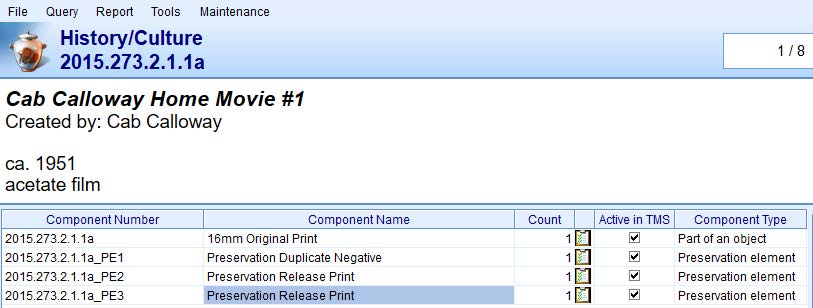 File Query Report Tools Maintenance
History/Culture
2015.273.2.1.1a
1 / 8
Cab Calloway Home Movie #1
Created by: Cab Calloway
ca. 1951
acetate film
Component Number Component Name Count Active in TMS Component Type
2015.273.2.1.1a 16mm Original Print 1 Part of an object
2015.273.2.1.1a_PE1 Preservation Duplicate Negative 1 Preservation element
2015.273.2.1.1a_PE2 Preservation Release Print 1 Preservation element
2015.273.2.1.1a_PE3 Preservation Release Print 1 Preservation element